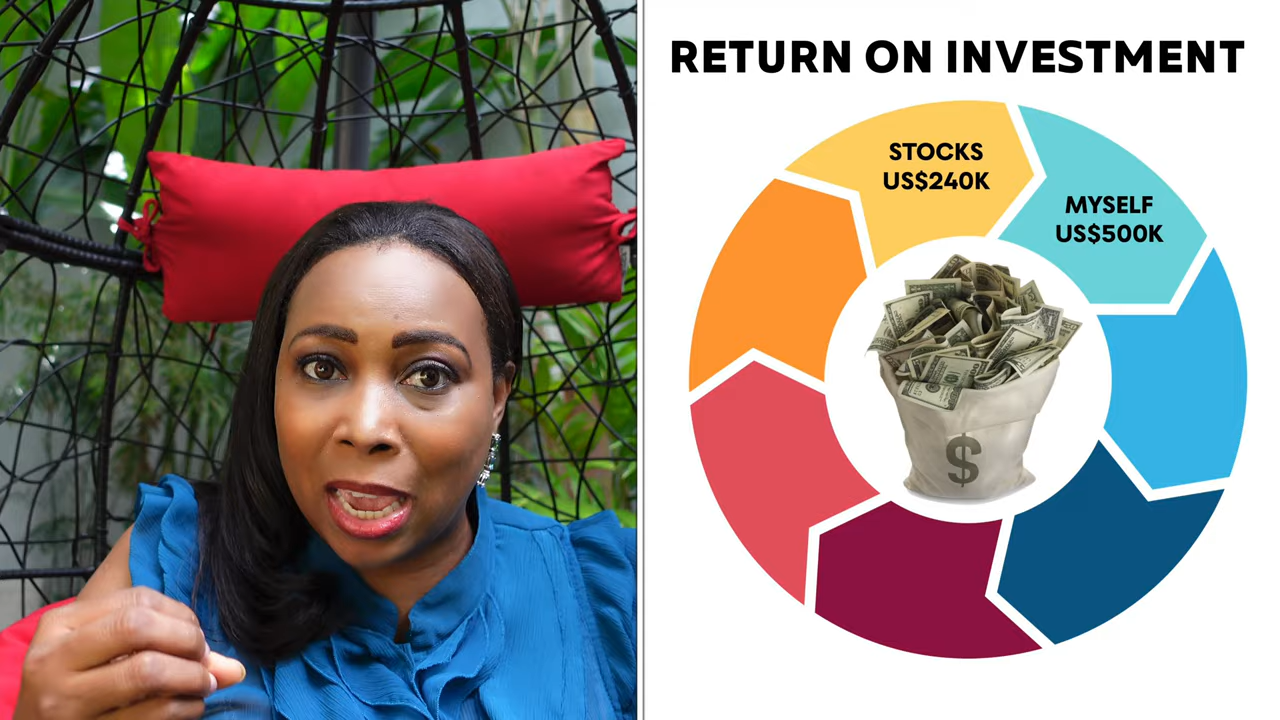 RETURN ON INVESTMENT
STOCKS
US$240K
MYSELF
US$500K
$